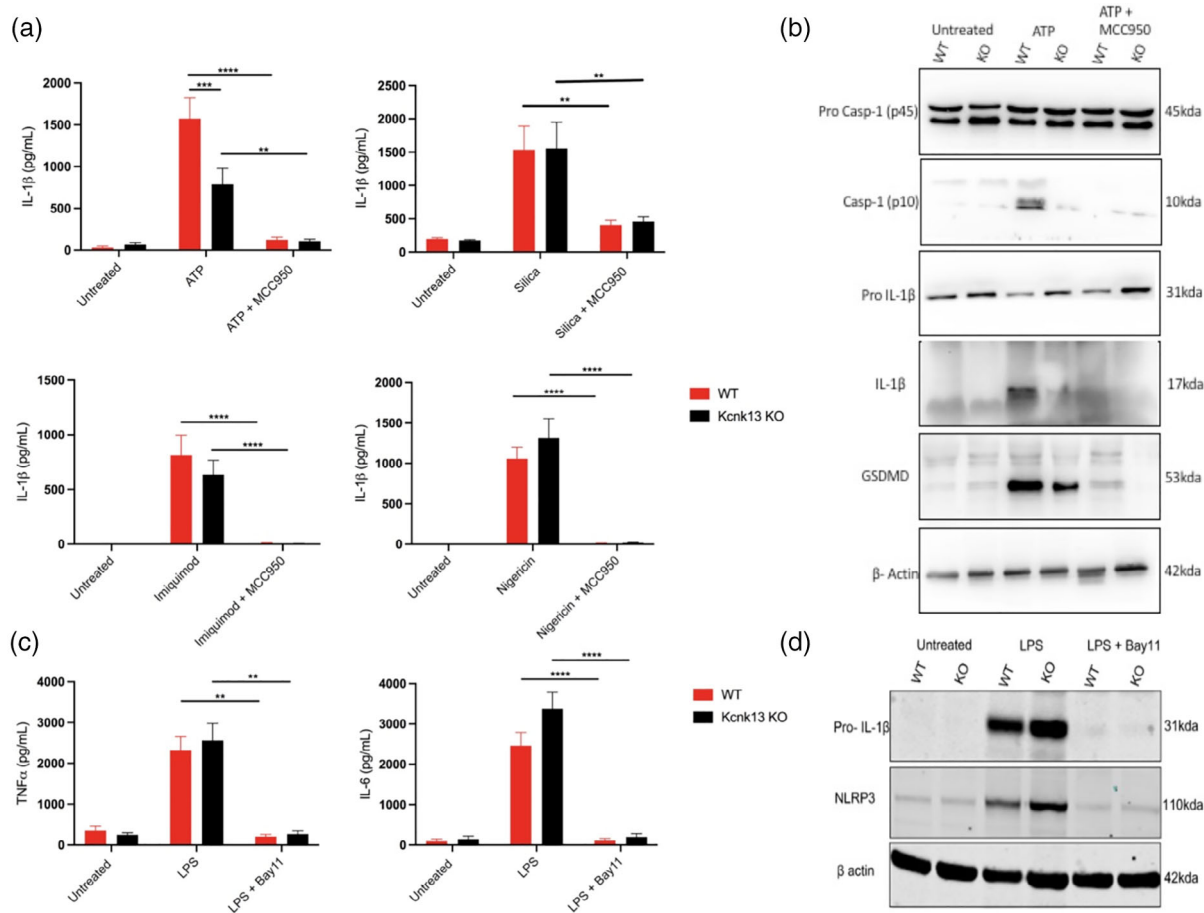 (a)
IL-1β (pg/mL)
2000
1500
1000
500
0
****
***
**
Untreated
ATP
ATP + MCC950
IL-1β (pg/mL)
2500
2000
1500
1000
500
0
**
**
Untreated
Silica
Silica + MCC950
IL-1β (pg/mL)
1500
1000
500
0
****
****
Untreated
Imiquimod
Imiquimod + MCC950
IL-1β (pg/mL)
2000
1500
1000
500
0
****
****
Untreated
Nigericin
Nigericin + MCC950
WT
Kcnk13 KO
(b)
Untreated ATP ATP +
MCC950
WT KO WT KO WT KO
Pro Casp-1 (p45) 45kda
Casp-1 (p10) 10kda
Pro IL-1β 31kda
IL-1β 17kda
GSDMD 53kda
β- Actin 42kda
(c)
TNFα (pg/mL)
4000
3000
2000
1000
0
**
**
Untreated
LPS
LPS + Bay11
IL-6 (pg/mL)
4000
3000
2000
1000
0
****
****
Untreated
LPS
LPS + Bay11
WT
Kcnk13 KO
(d)
Untreated LPS LPS + Bay11
WT KO WT KO WT KO
Pro- IL-1β 31kda
NLRP3 110kda
β actin 42kda